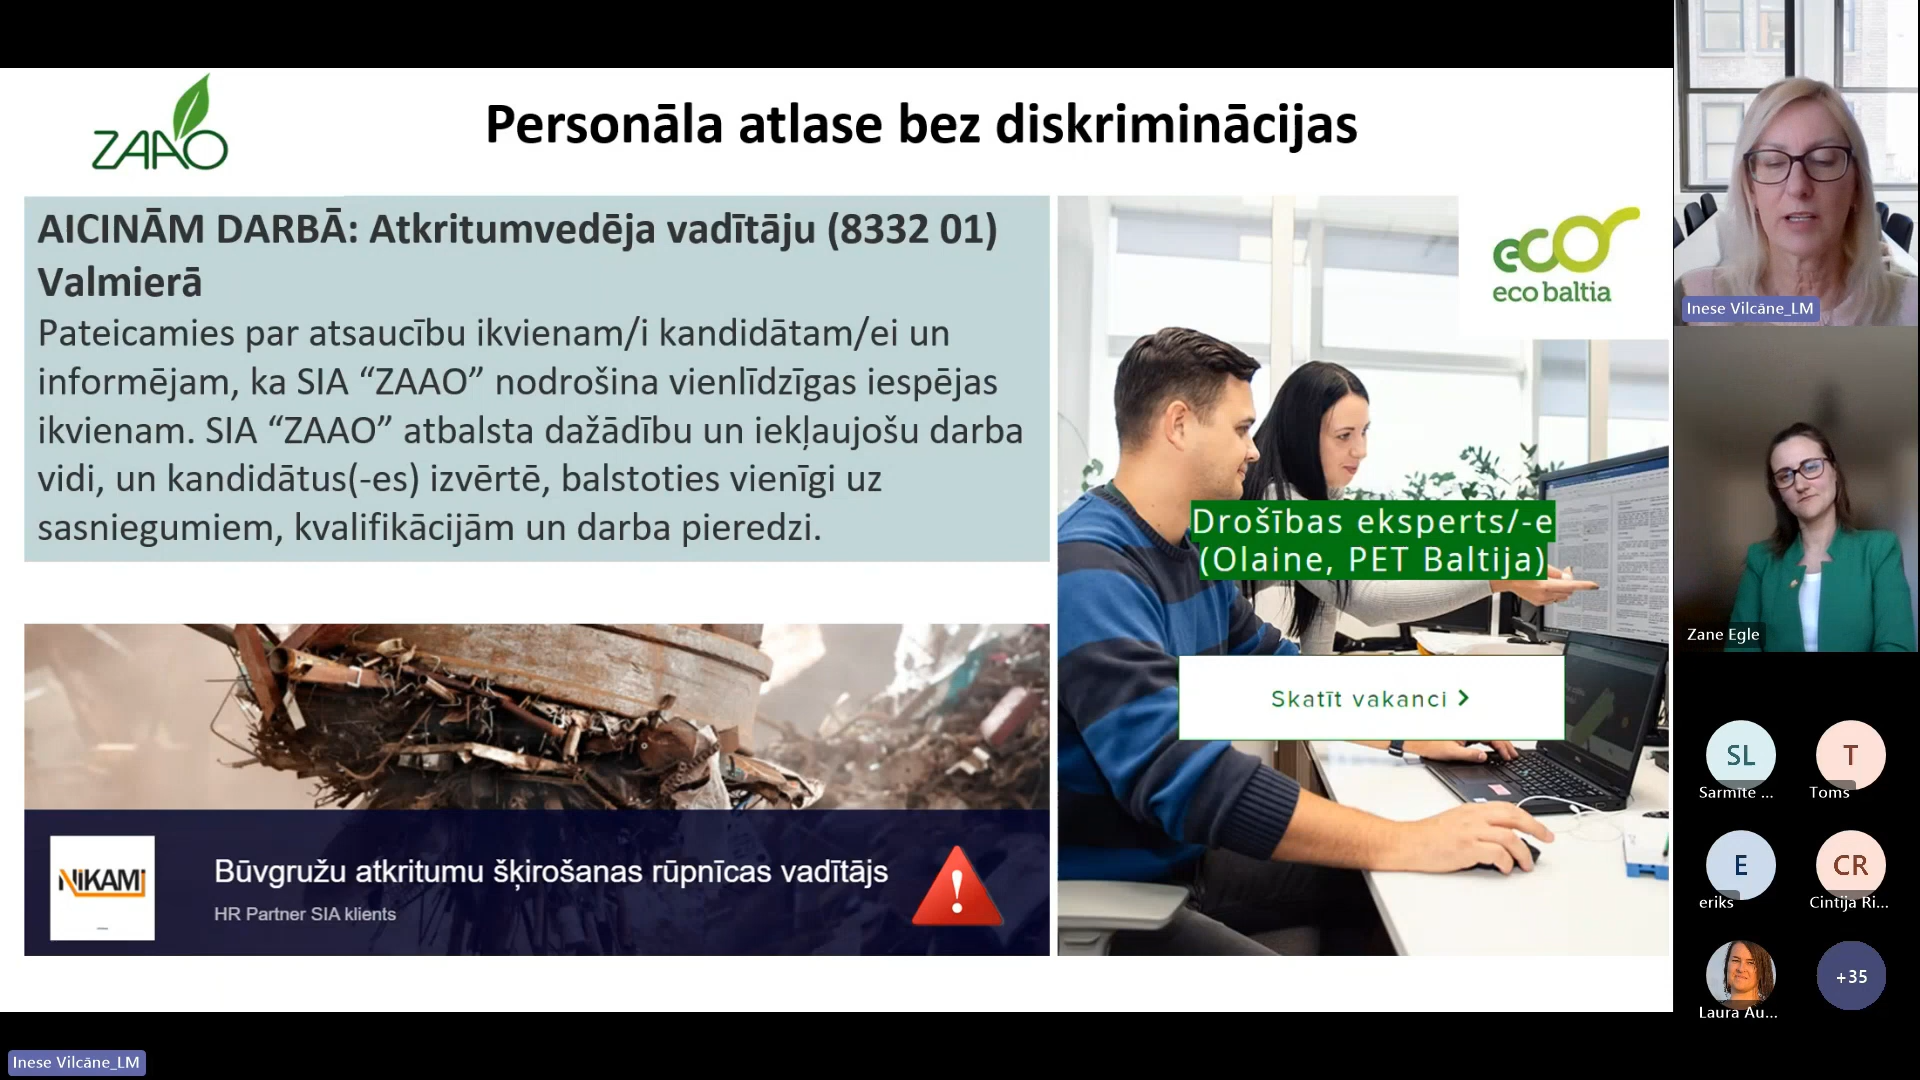 ZAAO
Personāla atlase bez diskriminācijas
AICINĀM DARBĀ: Atkritumvedēja vadītāju (8332 01)
Valmierā
Pateicamies par atsaucību ikvienam/i kandidātam/ei un
informējam, ka SIA “ZAAO” nodrošina vienlīdzīgas iespējas
ikvienam. SIA “ZAAO” atbalsta dažādību un iekļaujošu darba
vidi, un kandidātus(-es) izvērtē, balstoties vienīgi uz
sasniegumiem, kvalifikācijām un darba pieredzi.
eco
eco baltia
Drošības eksperts/-e
(Olaine, PET Baltija)
Skatīt vakanci >
NIKAMI
Būvgružu atkritumu šķirošanas rūpnīcas vadītājs
HR Partner SIA klients
!
Inese Vilcāne_LM
Zane Egle
SL
Sarmīte ...
T
Toms
E
eriks
CR
Cintija Ri...
Laura Au...
+35
Inese Vilcāne_LM